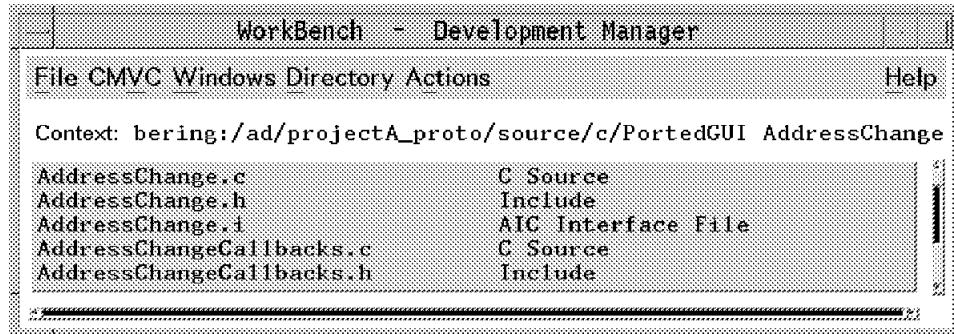 WorkBench - Development Manager
File CMVC Windows Directory Actions Help
Context: bering:/ad/projectA_proto/source/c/PortedGUI AddressChange
AddressChange.c C Source
AddressChange.h Include
AddressChange.i AIC Interface File
AddressChangeCallbacks.c C Source
AddressChangeCallbacks.h Include